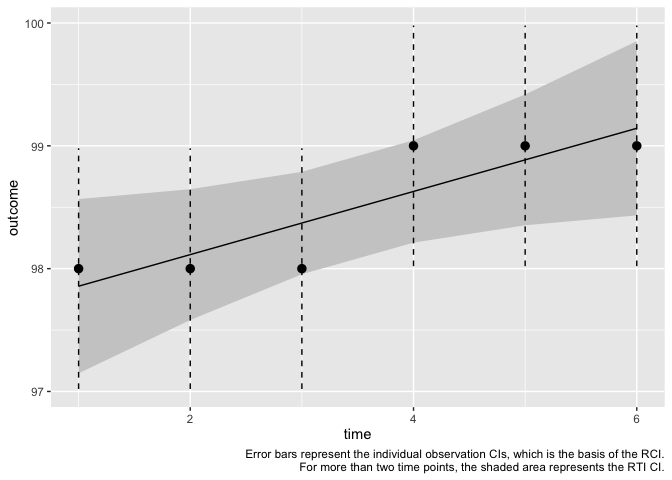 100
99
98
97
outcome
2
4
6
time
Error bars represent the individual observation CIs, which is the basis of the RCI.
For more than two time points, the shaded area represents the RTI CI.